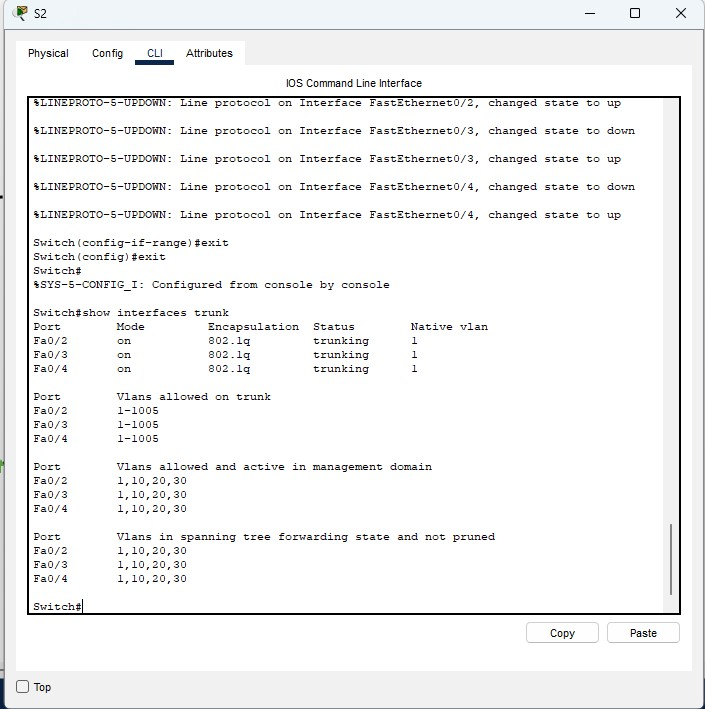 S2
Physical Config CLI Attributes
IOS Command Line Interface
%LINEPROTO-5-UPDOWN: Line protocol on Interface FastEthernet0/2, changed state to up
%LINEPROTO-5-UPDOWN: Line protocol on Interface FastEthernet0/3, changed state to down
%LINEPROTO-5-UPDOWN: Line protocol on Interface FastEthernet0/3, changed state to up
%LINEPROTO-5-UPDOWN: Line protocol on Interface FastEthernet0/4, changed state to down
%LINEPROTO-5-UPDOWN: Line protocol on Interface FastEthernet0/4, changed state to up
Switch(config-if-range)#exit
Switch(config)#exit
Switch#
%SYS-5-CONFIG_I: Configured from console by console
Switch#show interfaces trunk
Port Mode Encapsulation Status Native vlan
Fa0/2 on 802.1q trunking 1
Fa0/3 on 802.1q trunking 1
Fa0/4 on 802.1q trunking 1
Port Vlans allowed on trunk
Fa0/2 1-1005
Fa0/3 1-1005
Fa0/4 1-1005
Port Vlans allowed and active in management domain
Fa0/2 1,10,20,30
Fa0/3 1,10,20,30
Fa0/4 1,10,20,30
Port Vlans in spanning tree forwarding state and not pruned
Fa0/2 1,10,20,30
Fa0/3 1,10,20,30
Fa0/4 1,10,20,30
Switch#
Copy Paste
Top